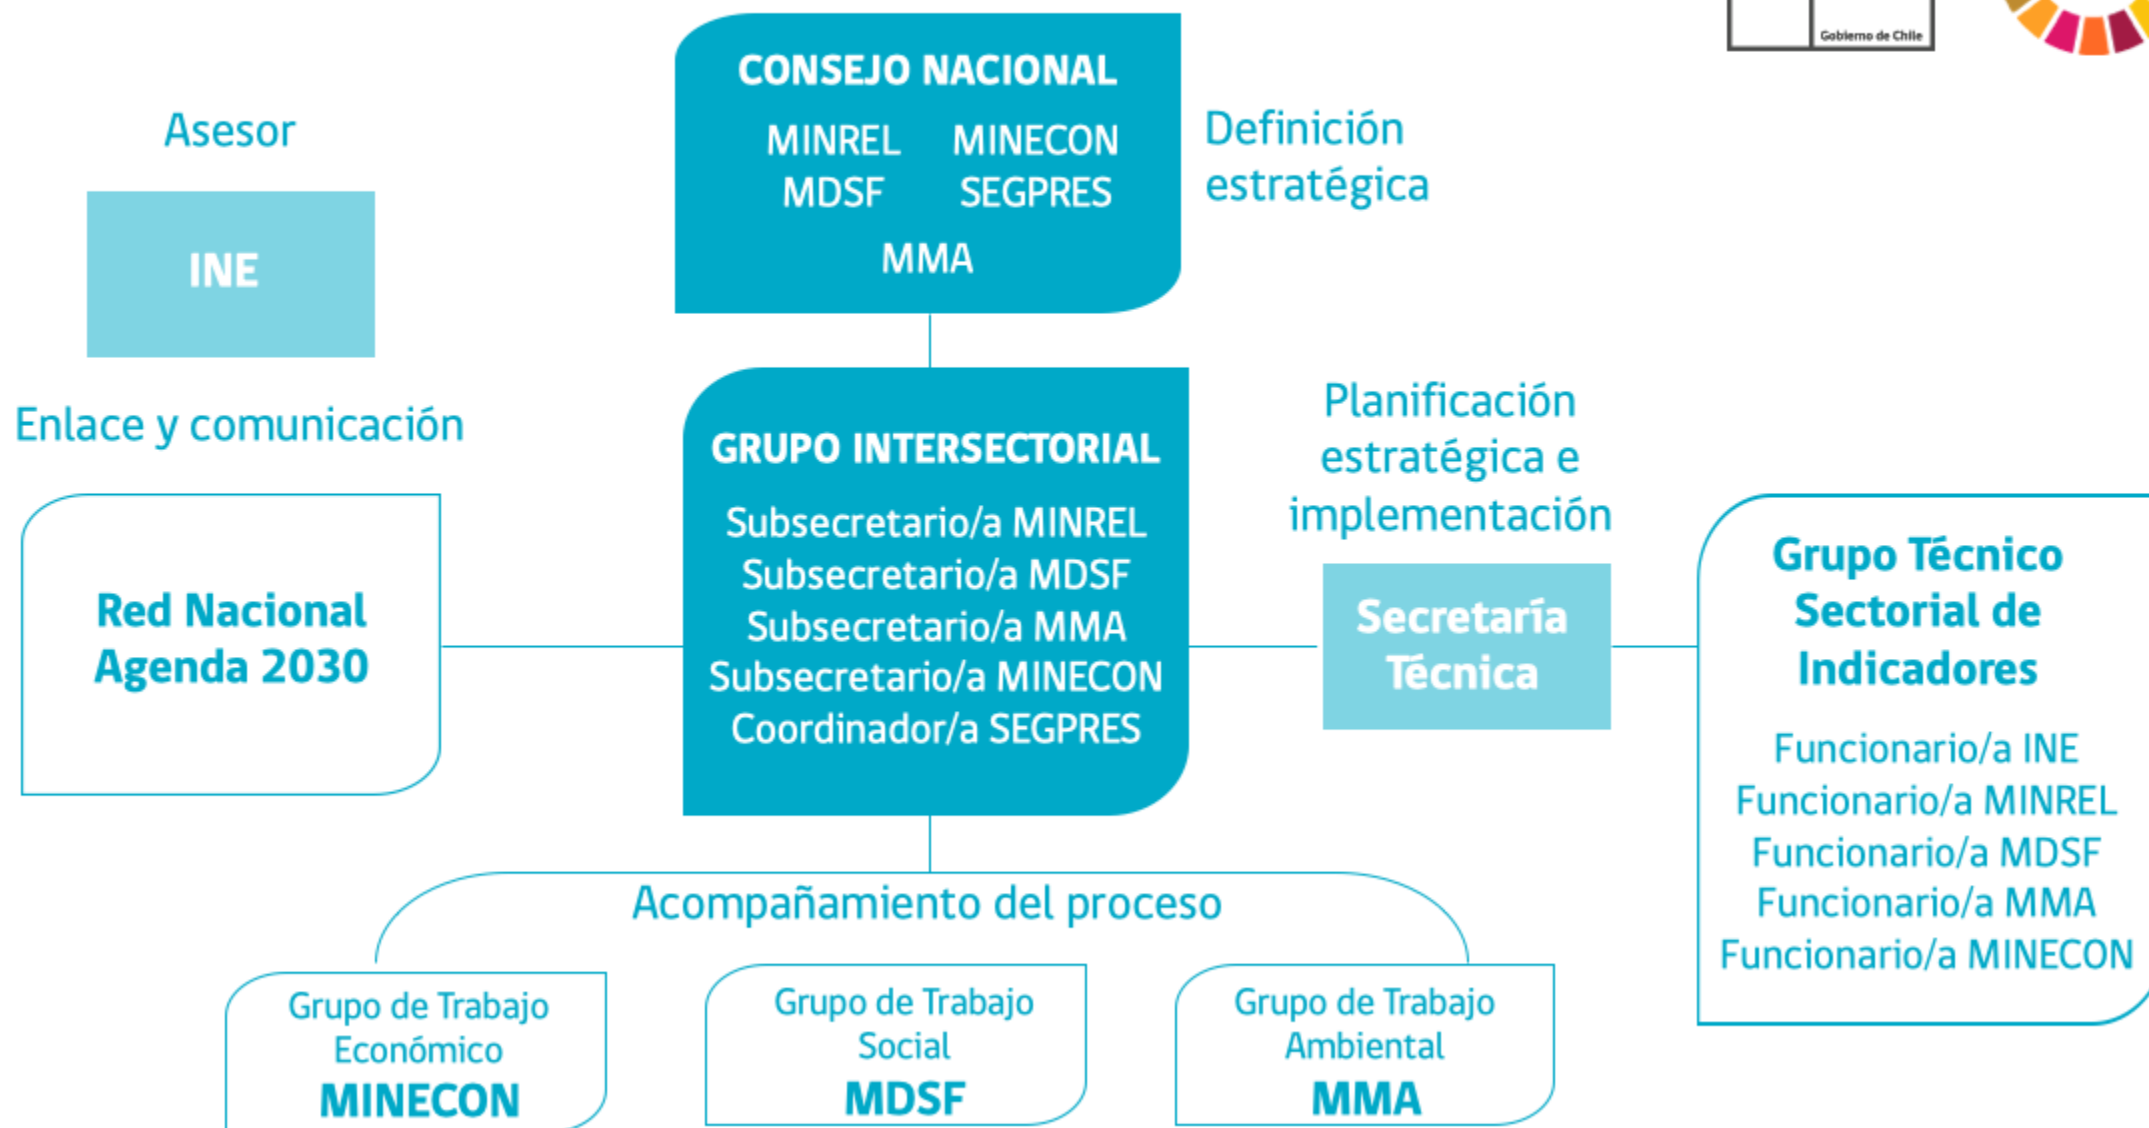 Gobierno de Chile
CONSEJO NACIONAL
MINREL MINECON
MDSF SEGPRES
MMA
Definición
estratégica
Asesor
INE
Enlace y comunicación
Red Nacional
Agenda 2030
GRUPO INTERSECTORIAL
Subsecretario/a MINREL
Subsecretario/a MDSF
Subsecretario/a MMA
Subsecretario/a MINECON
Coordinador/a SEGPRES
Planificación
estratégica e
implementación
Secretaría
Técnica
Grupo Técnico
Sectorial de
Indicadores
Funcionario/a INE
Funcionario/a MINREL
Funcionario/a MDSF
Funcionario/a MMA
Funcionario/a MINECON
Acompañamiento del proceso
Grupo de Trabajo
Económico
MINECON
Grupo de Trabajo
Social
MDSF
Grupo de Trabajo
Ambiental
MMA